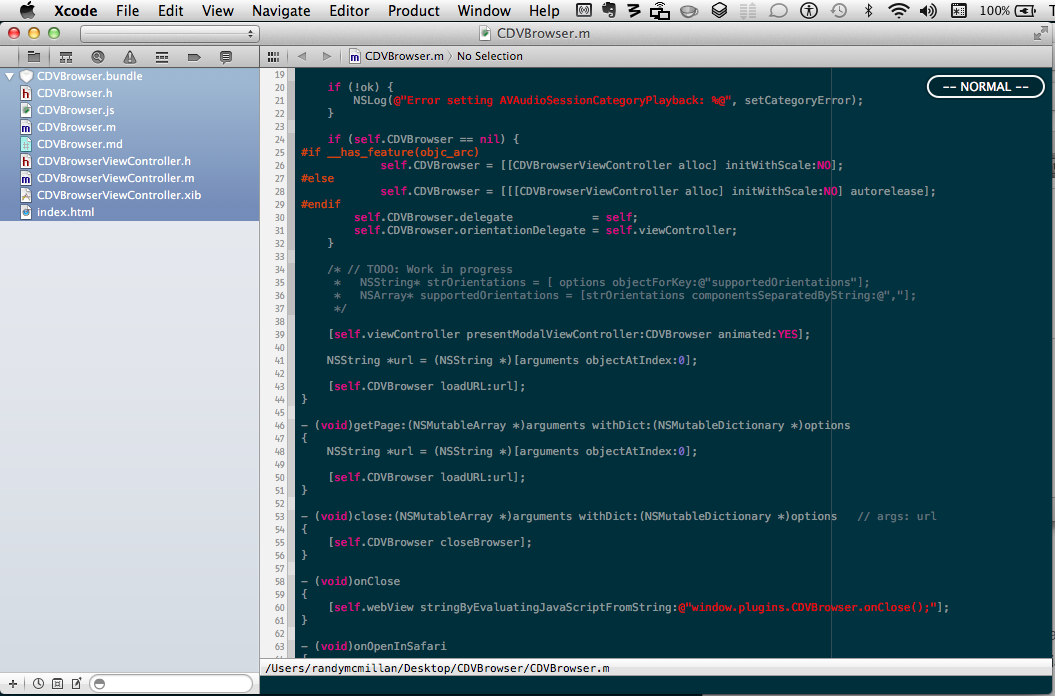 Xcode File Edit View Navigate Editor Product Window Help 100%
CDVBrowser.m
CDVBrowser.m › No Selection
CDVBrowser.bundle
CDVBrowser.h
CDVBrowser.js
CDVBrowser.m
CDVBrowser.md
CDVBrowserViewController.h
CDVBrowserViewController.m
CDVBrowserViewController.xib
index.html
-- NORMAL --
19
20 if (!ok) {
21 NSLog(@"Error setting AVAudioSessionCategoryPlayback: %@", setCategoryError);
22 }
23
24 if (self.CDVBrowser == nil) {
25 #if __has_feature(objc_arc)
26 self.CDVBrowser = [[CDVBrowserViewController alloc] initWithScale:NO];
27 #else
28 self.CDVBrowser = [[[CDVBrowserViewController alloc] initWithScale:NO] autorelease];
29 #endif
30 self.CDVBrowser.delegate = self;
31 self.CDVBrowser.orientationDelegate = self.viewController;
32 }
33
34 /* // TODO: Work in progress
35 * NSString* strOrientations = [ options objectForKey:@"supportedOrientations"];
36 * NSArray* supportedOrientations = [strOrientations componentsSeparatedByString:@","];
37 */
38
39 [self.viewController presentModalViewController:CDVBrowser animated:YES];
40
41 NSString *url = (NSString *)[arguments objectAtIndex:0];
42
43 [self.CDVBrowser loadURL:url];
44 }
45
46 - (void)getPage:(NSMutableArray *)arguments withDict:(NSMutableDictionary *)options
47 {
48 NSString *url = (NSString *)[arguments objectAtIndex:0];
49
50 [self.CDVBrowser loadURL:url];
51 }
52
53 - (void)close:(NSMutableArray *)arguments withDict:(NSMutableDictionary *)options // args: url
54 {
55 [self.CDVBrowser closeBrowser];
56 }
57
58 - (void)onClose
59 {
60 [self.webView stringByEvaluatingJavaScriptFromString:@"window.plugins.CDVBrowser.onClose();"];
61 }
62
63 - (void)onOpenInSafari
/Users/randymcmillan/Desktop/CDVBrowser/CDVBrowser.m